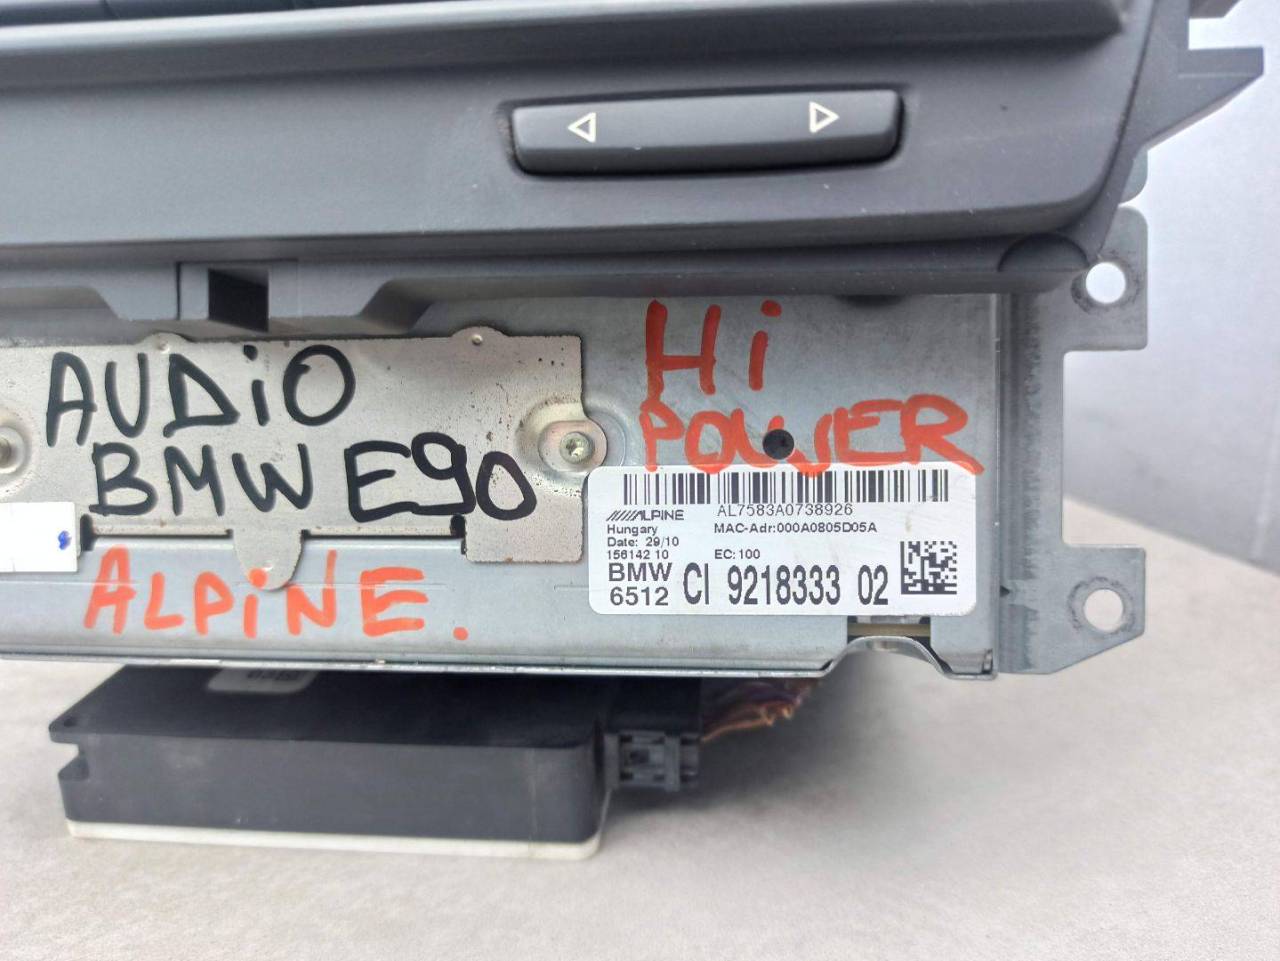 AUDiO
BMW E90
ALPiNE.
Hi
POWER
ALPINE
AL7583A0738926
Hungary
MAC-Adr:000A0805D05A
Date: 29/10
156142 10
EC:100
BMW
6512
CI 9218333 02